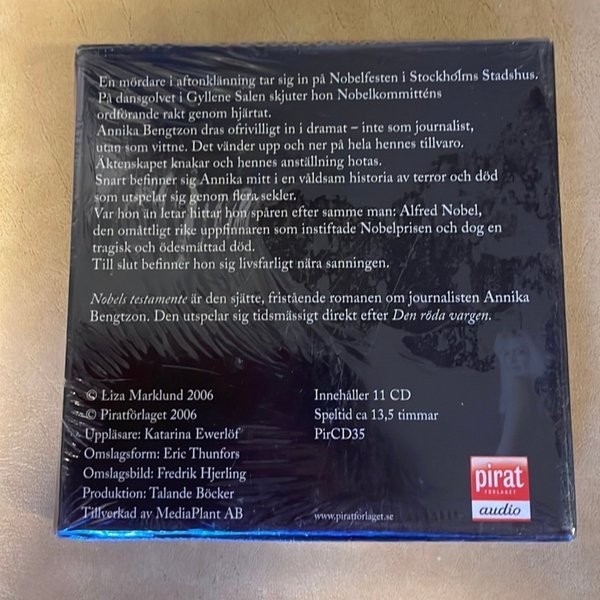 En mördare i aftonklänning tar sig in på Nobelfesten i Stockholms Stadshus.
På dansgolvet i Gyllene Salen skjuter hon Nobelkommitténs
ordförande rakt genom hjärtat.
Annika Bengtzon dras ofrivilligt in i dramat – inte som journalist,
utan som vittne. Det vänder upp och ner på hela hennes tillvaro.
Äktenskapet knakar och hennes anställning hotas.
Snart befinner sig Annika mitt i en våldsam historia av terror och död
som utspelar sig genom flera sekler.
Var hon än letar hittar hon spåren efter samme man: Alfred Nobel,
den omåttligt rike uppfinnaren som instiftade Nobelprisen och dog en
tragisk och ödesmättad död.
Till slut befinner hon sig livsfarligt nära sanningen.
Nobels testamente är den sjätte, fristående romanen om journalisten Annika
Bengtzon. Den utspelar sig tidsmässigt direkt efter Den röda vargen.
© Liza Marklund 2006
© Piratförlaget 2006
Uppläsare: Katarina Ewerlöf
Omslagsform: Eric Thunfors
Omslagsbild: Fredrik Hjerling
Produktion: Talande Böcker
Tillverkad av MediaPlant AB
Innehåller 11 CD
Speltid ca 13,5 timmar
PirCD35
www.piratforlaget.se
pirat
FÖRLAGET
audio